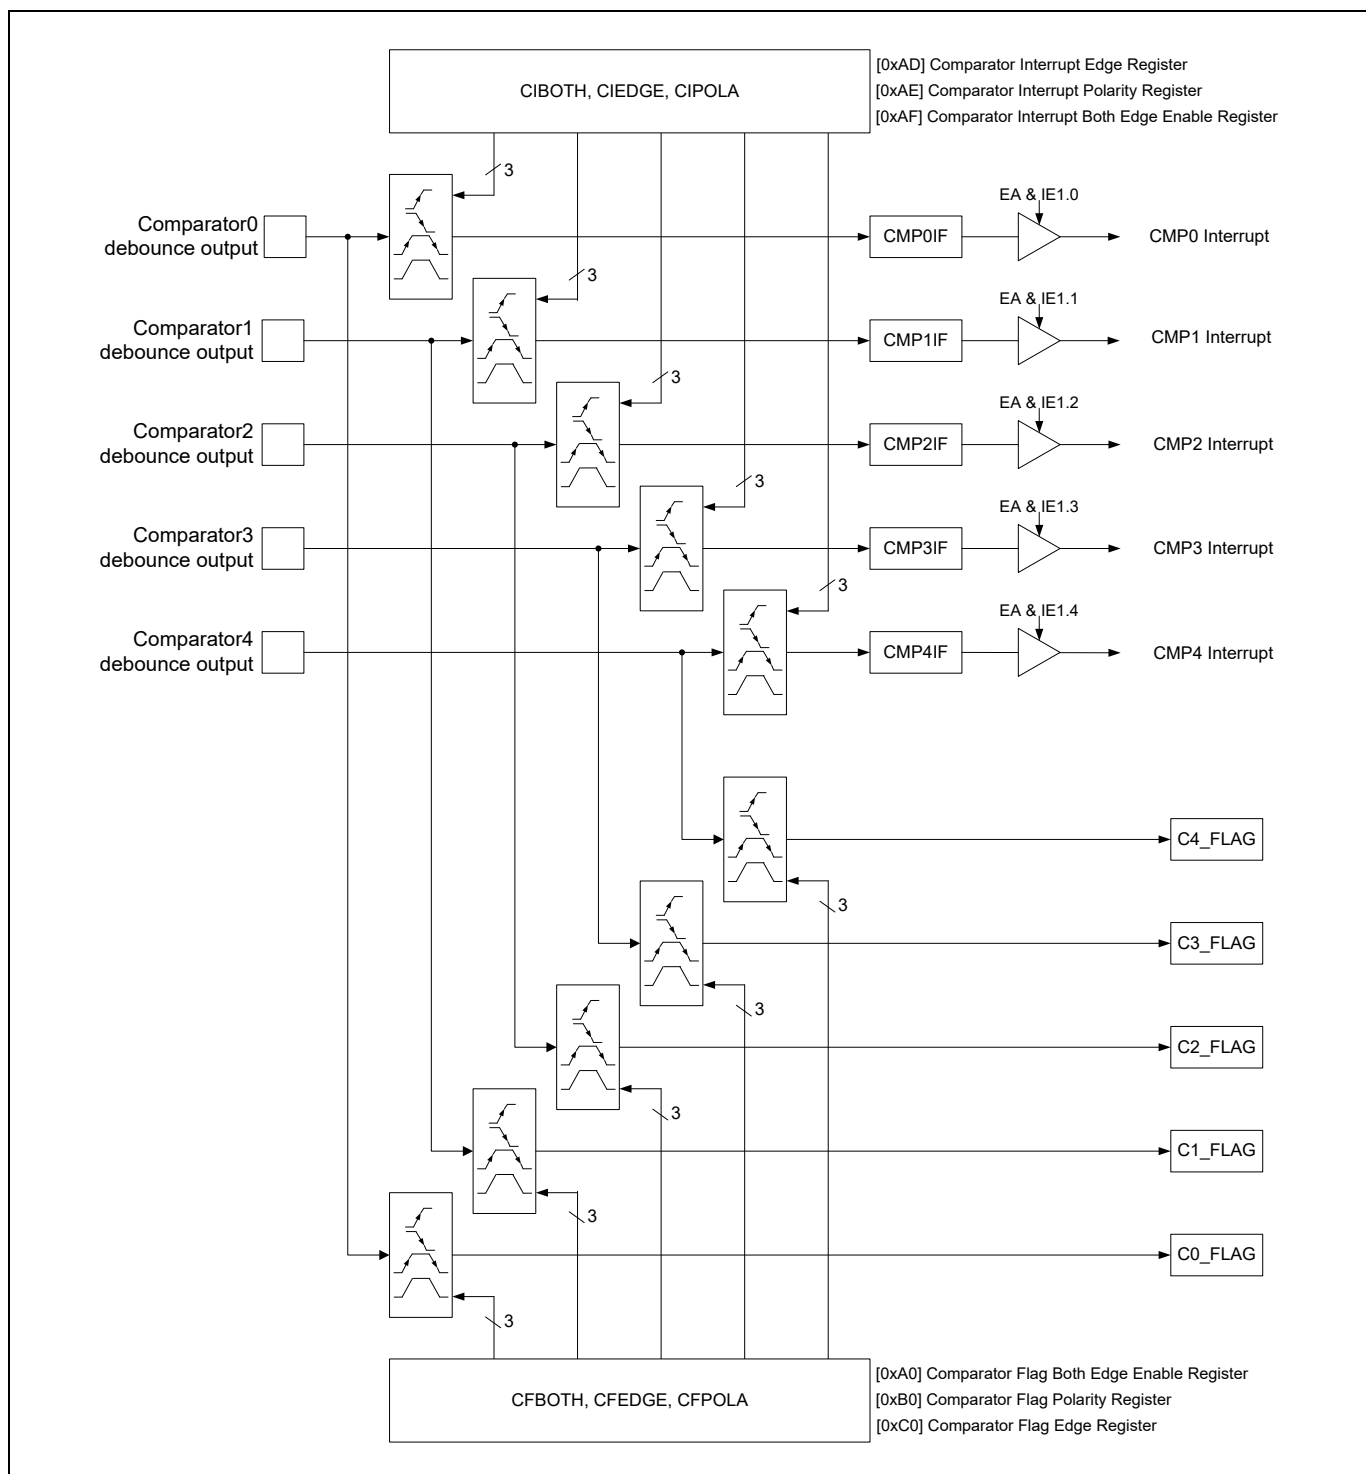 CIBOTH, CIEDGE, CIPOLA
[0xAD] Comparator Interrupt Edge Register
[0xAE] Comparator Interrupt Polarity Register
[0xAF] Comparator Interrupt Both Edge Enable Register
3
Comparator0
debounce output
CMP0IF
EA & IE1.0
CMP0 Interrupt
3
Comparator1
debounce output
CMP1IF
EA & IE1.1
CMP1 Interrupt
3
Comparator2
debounce output
CMP2IF
EA & IE1.2
CMP2 Interrupt
3
Comparator3
debounce output
CMP3IF
EA & IE1.3
CMP3 Interrupt
3
Comparator4
debounce output
CMP4IF
EA & IE1.4
CMP4 Interrupt
C4_FLAG
3
C3_FLAG
3
C2_FLAG
3
C1_FLAG
3
C0_FLAG
3
CFBOTH, CFEDGE, CFPOLA
[0xA0] Comparator Flag Both Edge Enable Register
[0xB0] Comparator Flag Polarity Register
[0xC0] Comparator Flag Edge Register